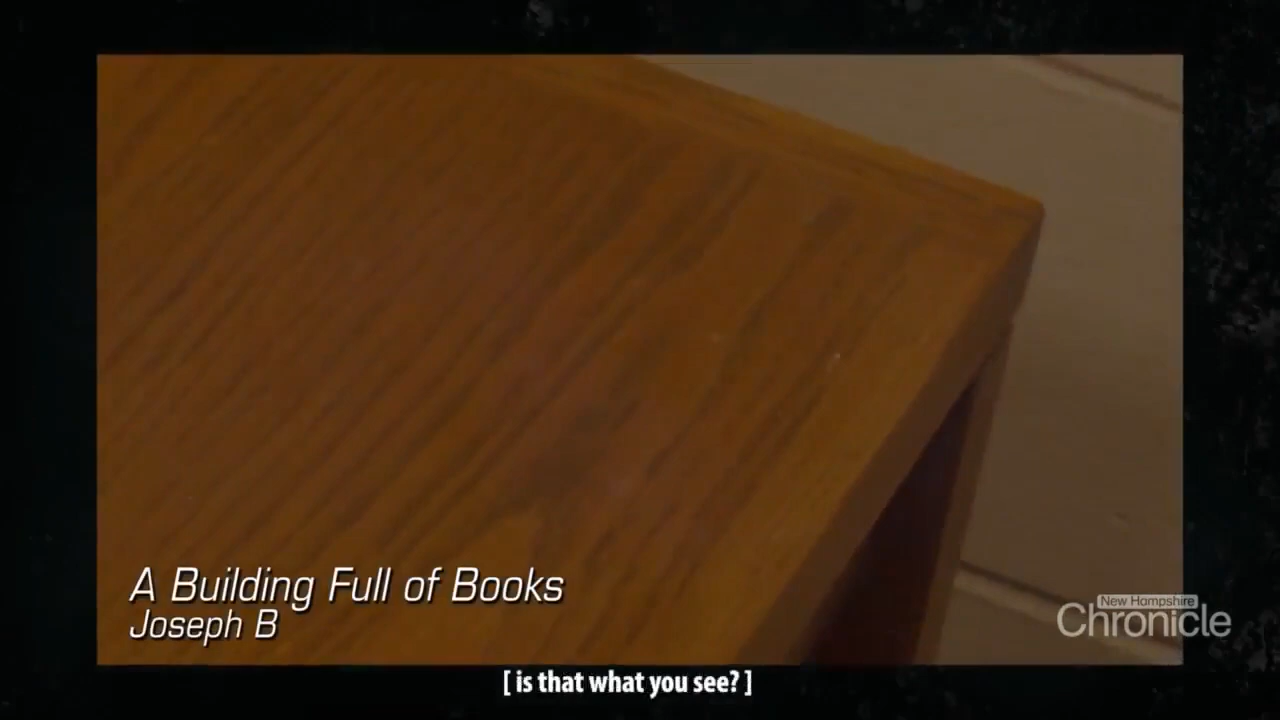 A Building Full of Books
Joseph B
New Hampshire
Chronicle
[ is that what you see? ]